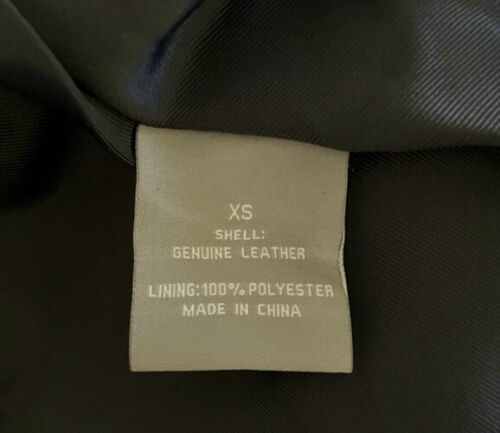 XS
SHELL:
GENUINE LEATHER
LINING:100% POLYESTER
MADE IN CHINA